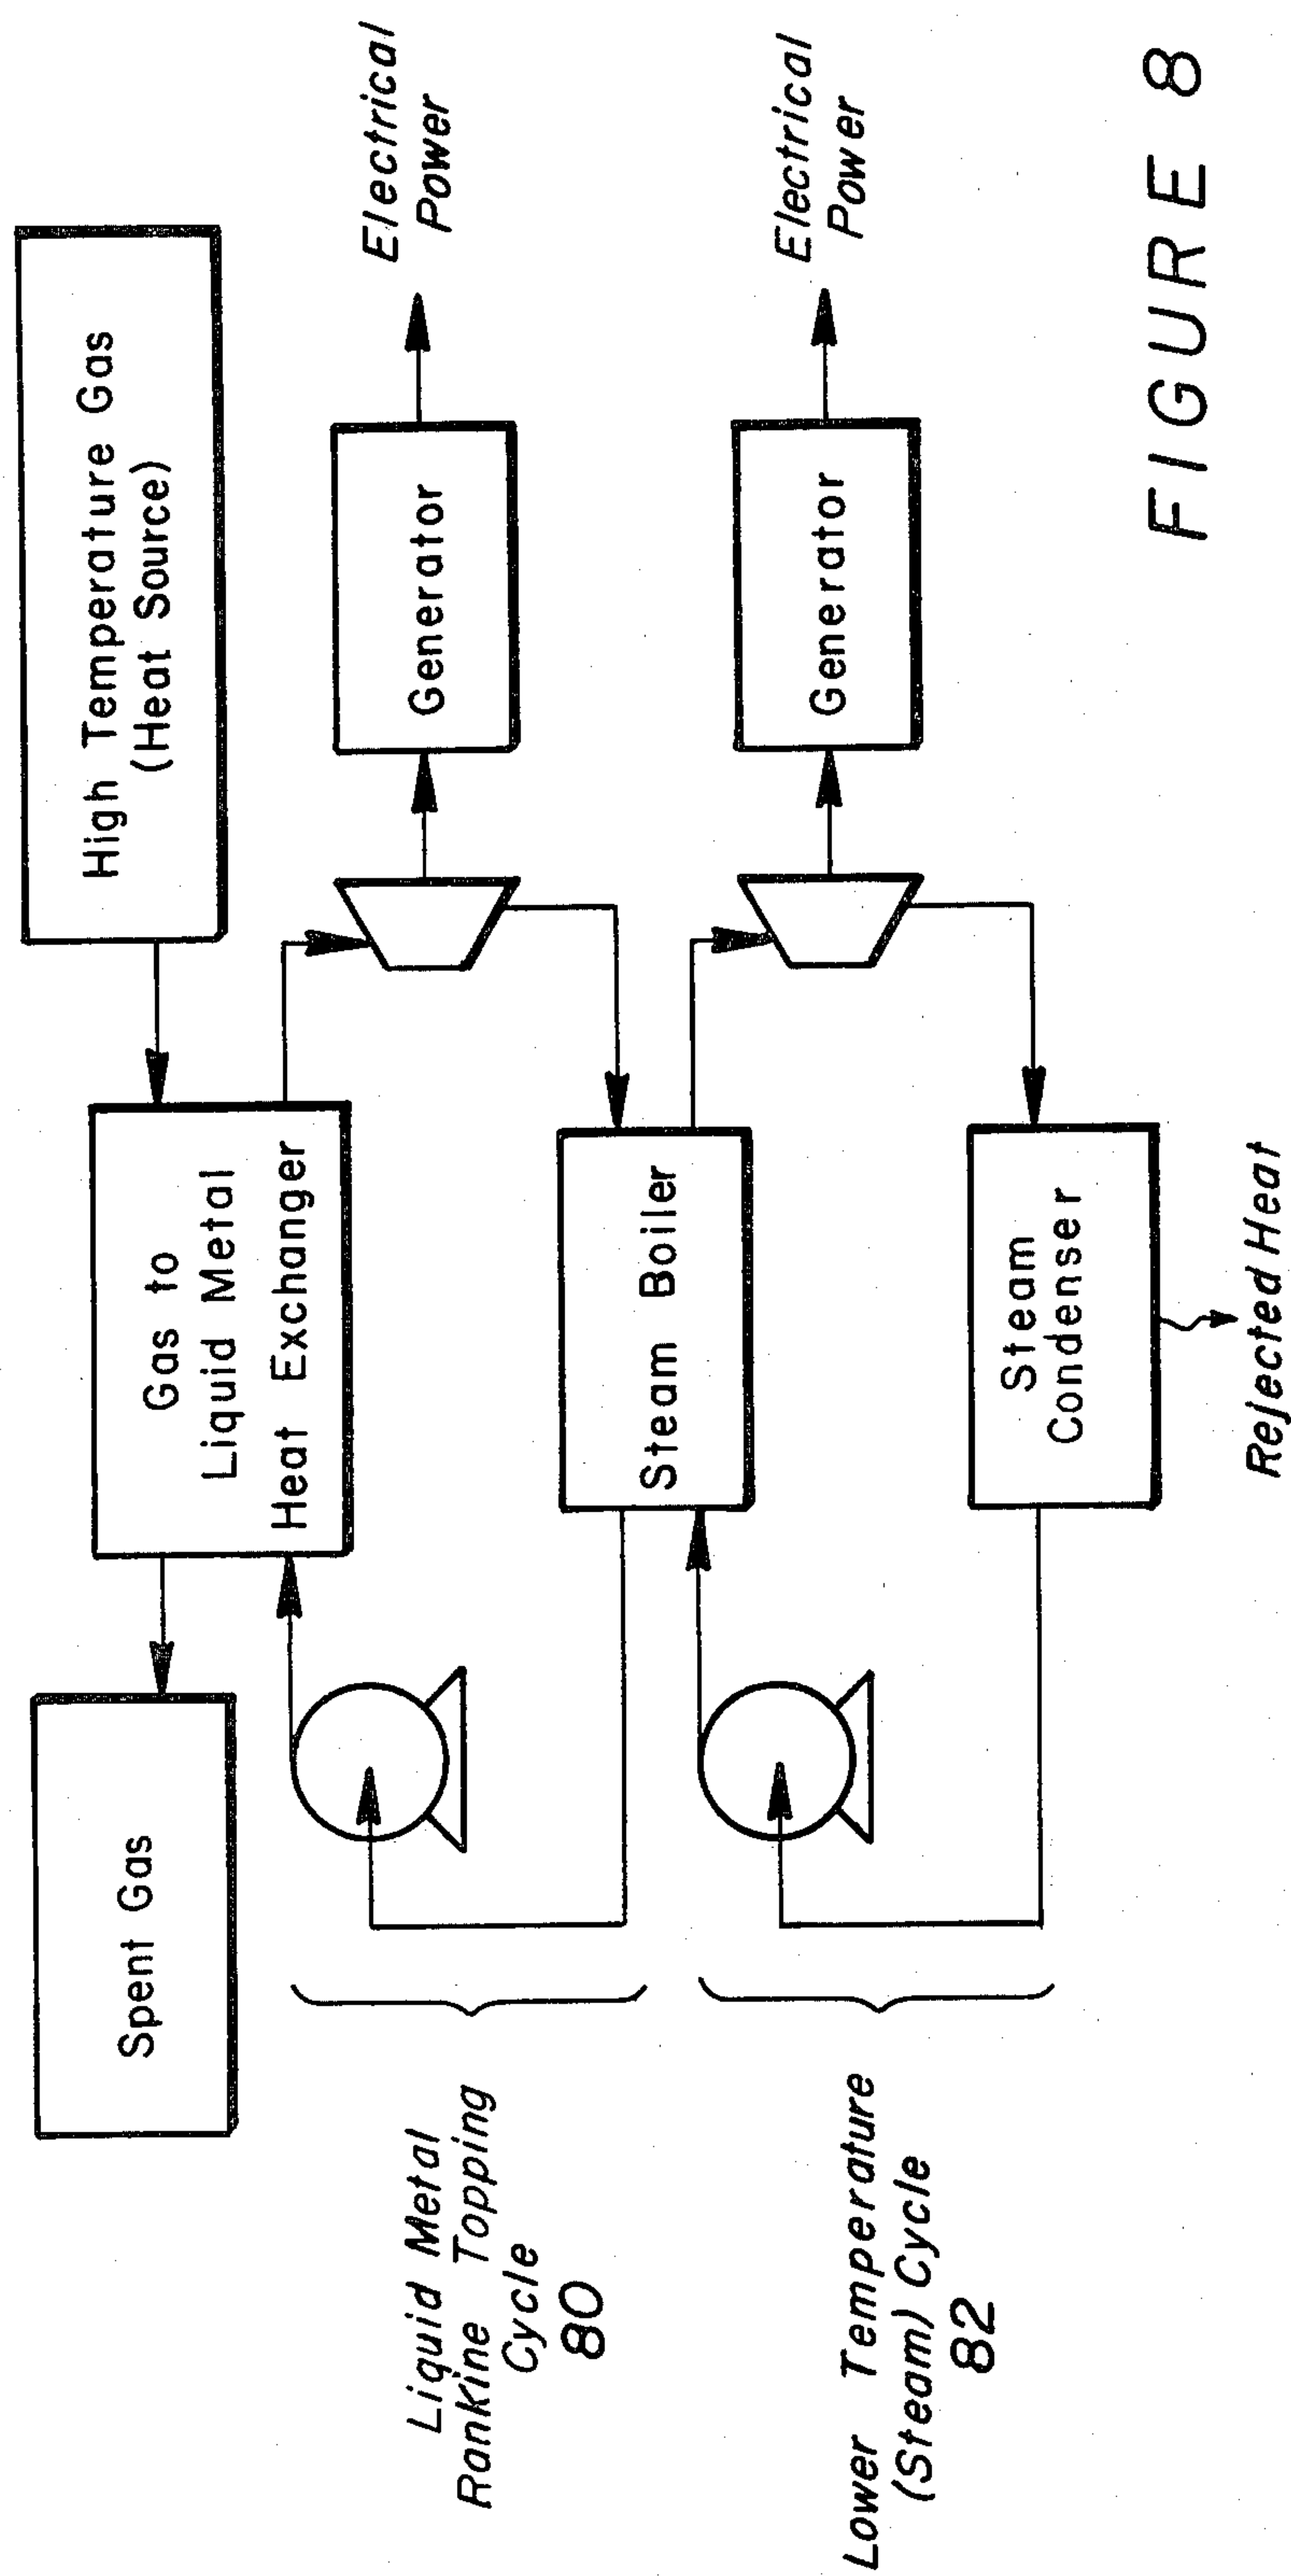 Spent Gas
Gas to
Liquid Metal
Heat Exchanger
High Temperature Gas
(Heat Source)
Liquid Metal
Rankine Topping
Cycle
80
Generator
Electrical
Power
Steam Boiler
Lower Temperature
(Steam) Cycle
82
Generator
Electrical
Power
Steam
Condenser
Rejected Heat
FIGURE 8